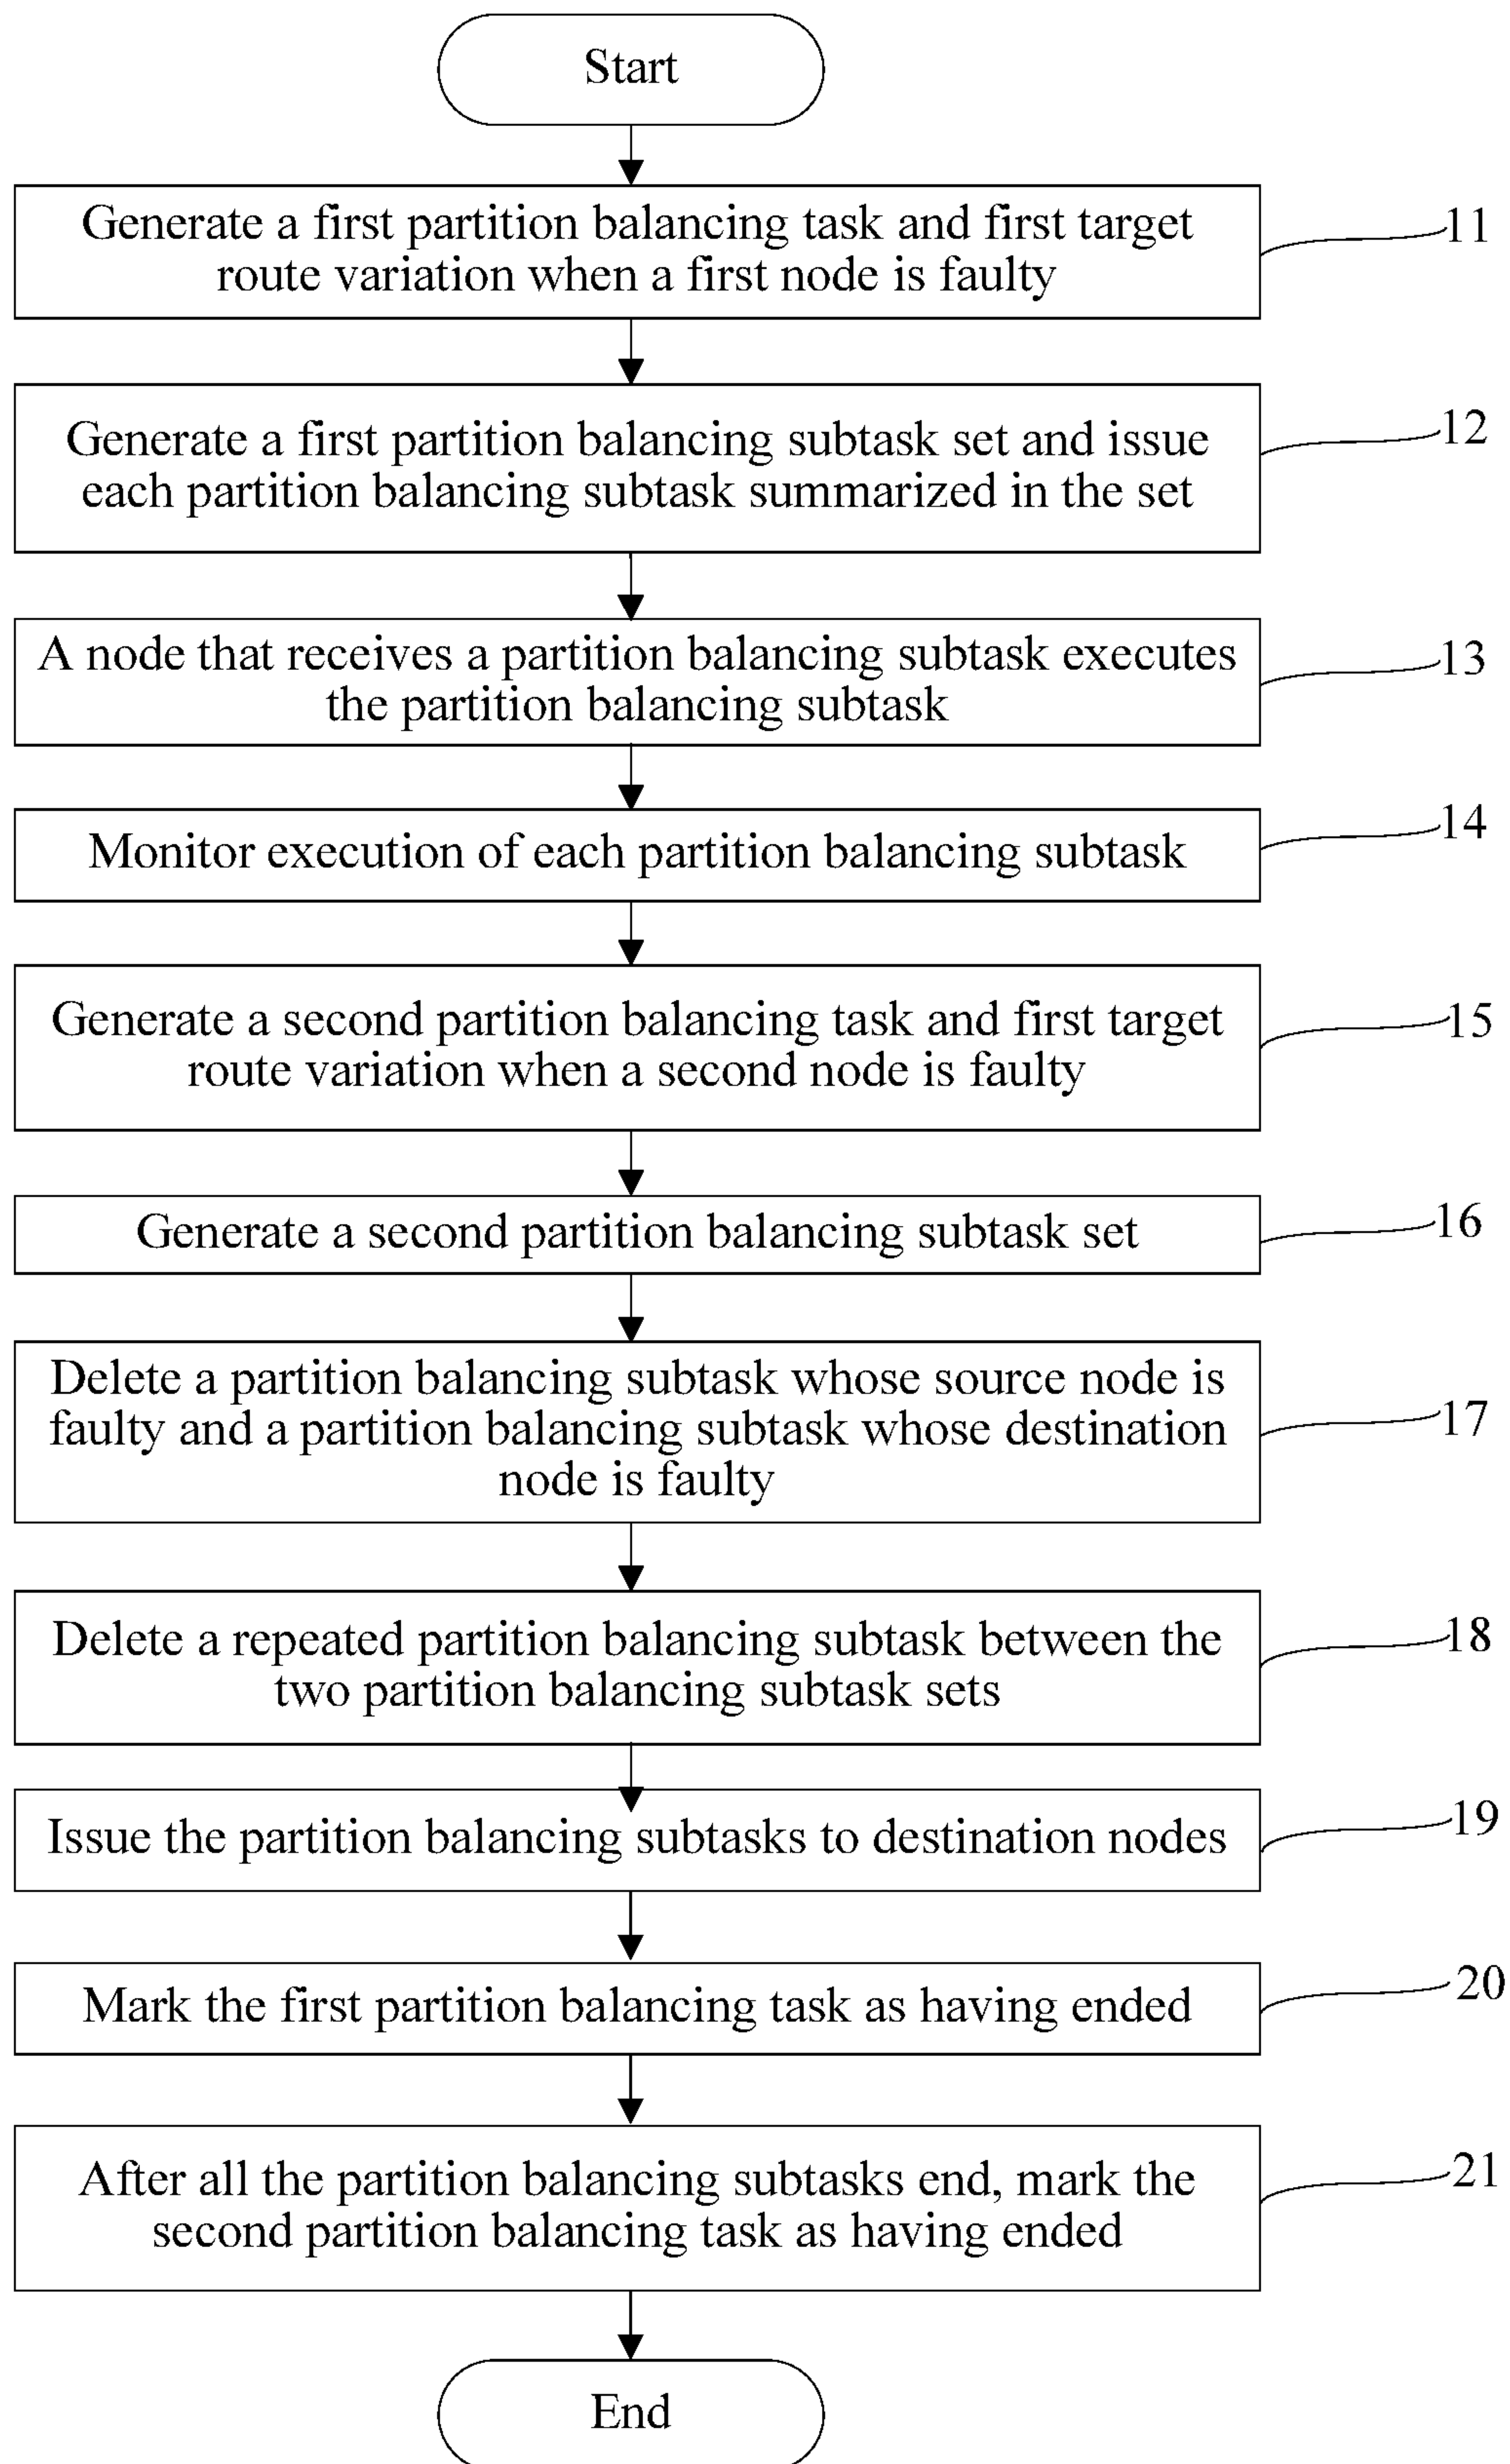 Start
Generate a first partition balancing task and first target
route variation when a first node is faulty
11
Generate a first partition balancing subtask set and issue
each partition balancing subtask summarized in the set
12
A node that receives a partition balancing subtask executes
the partition balancing subtask
13
Monitor execution of each partition balancing subtask
14
Generate a second partition balancing task and first target
route variation when a second node is faulty
15
Generate a second partition balancing subtask set
16
Delete a partition balancing subtask whose source node is
faulty and a partition balancing subtask whose destination
node is faulty
17
Delete a repeated partition balancing subtask between the
two partition balancing subtask sets
18
Issue the partition balancing subtasks to destination nodes
19
Mark the first partition balancing task as having ended
20
After all the partition balancing subtasks end, mark the
second partition balancing task as having ended
21
End